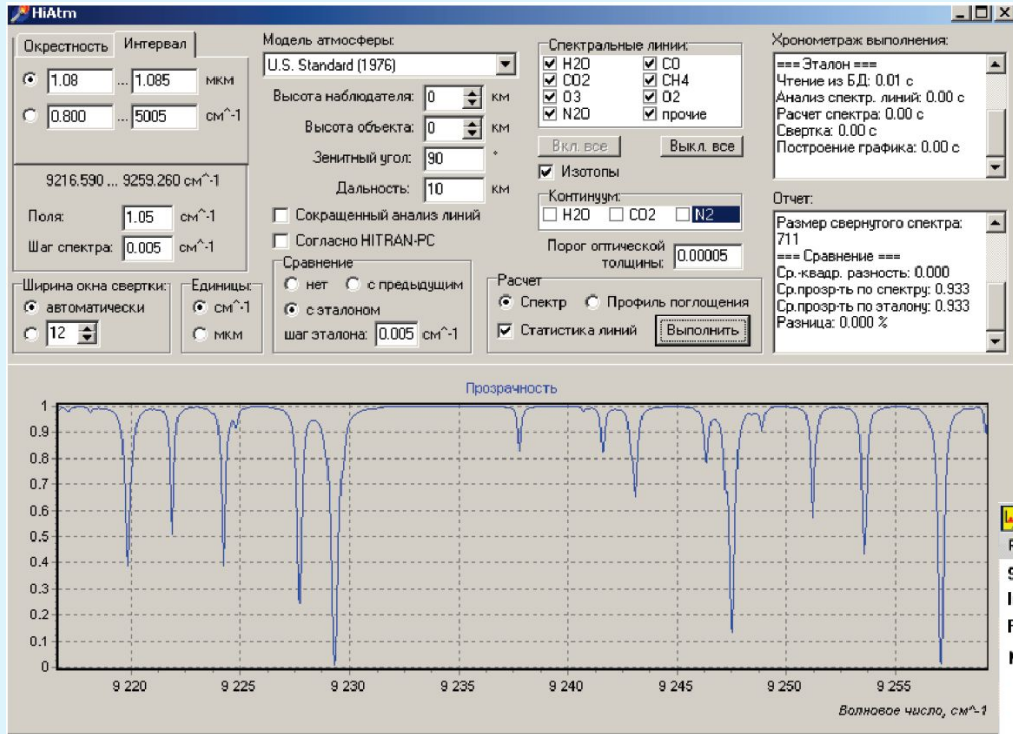 HiAtm
Окрестность Интервал
1.08 ... 1.085 мкм
0.800 ... 5005 см^-1
9216.590 ... 9259.260 см^-1
Поля: 1.05 см^-1
Шаг спектра: 0.005 см^-1
Ширина окна свертки:
автоматически
12
Единицы:
см^-1
мкм
Модель атмосферы:
U.S. Standard (1976)
Высота наблюдателя: 0 км
Высота объекта: 0 км
Зенитный угол: 90 °
Дальность: 10 км
Сокращенный анализ линий
Согласно HITRAN-PC
Сравнение
нет с предыдущим
с эталоном
шаг эталона: 0.005 см^-1
Спектральные линии:
H2O CO
CO2 CH4
O3 O2
N2O прочие
Вкл. все Выкл. все
Изотопы
Континуум:
H2O CO2 N2
Порог оптической
толщины: 0.00005
Расчет
Спектр Профиль поглощения
Статистика линий Выполнить
Хронометраж выполнения:
=== Эталон ===
Чтение из БД: 0.01 с
Анализ спектр. линий: 0.00 с
Расчет спектра: 0.00 с
Свертка: 0.00 с
Построение графика: 0.00 с
Отчет:
Размер свернутого спектра:
711
=== Сравнение ===
Ср.-квадр. разность: 0.000
Ср.прозр-ть по спектру: 0.933
Ср.прозр-ть по эталону: 0.933
Разница: 0.000 %
Прозрачность
1
0.9
0.8
0.7
0.6
0.5
0.4
0.3
0.2
0.1
0
9 220 9 225 9 230 9 235 9 240 9 245 9 250 9 255
Волновое число, см^-1